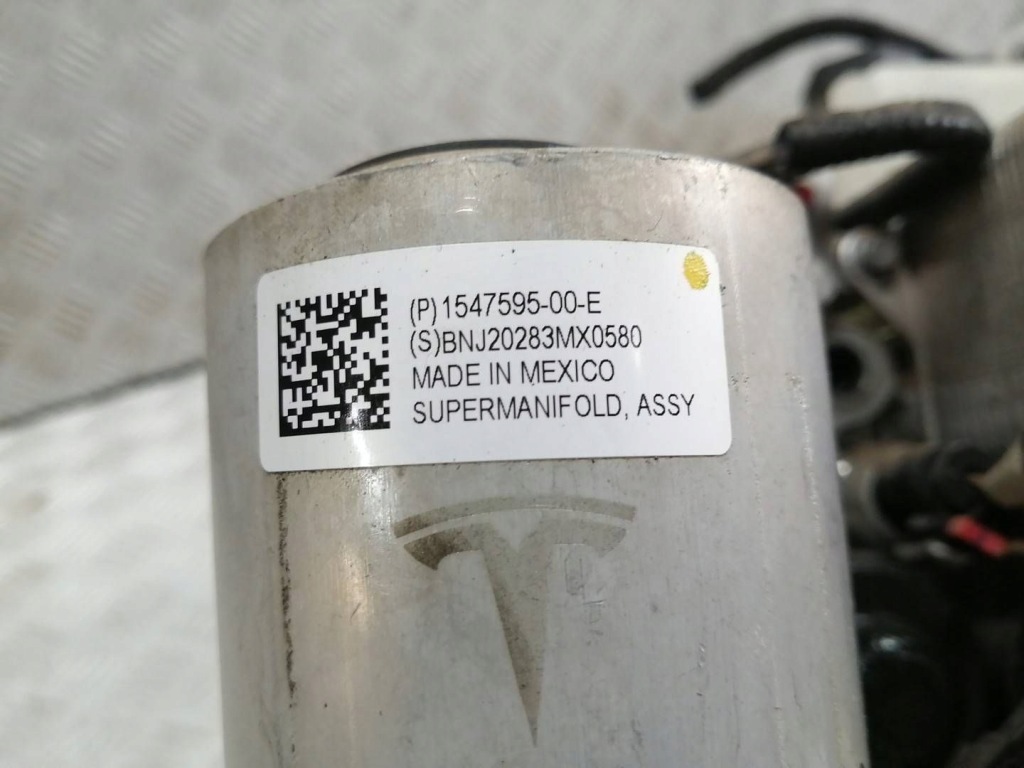 (P)1547595-00-E
(S)BNJ20283MX0580
MADE IN MEXICO
SUPERMANIFOLD, ASSY